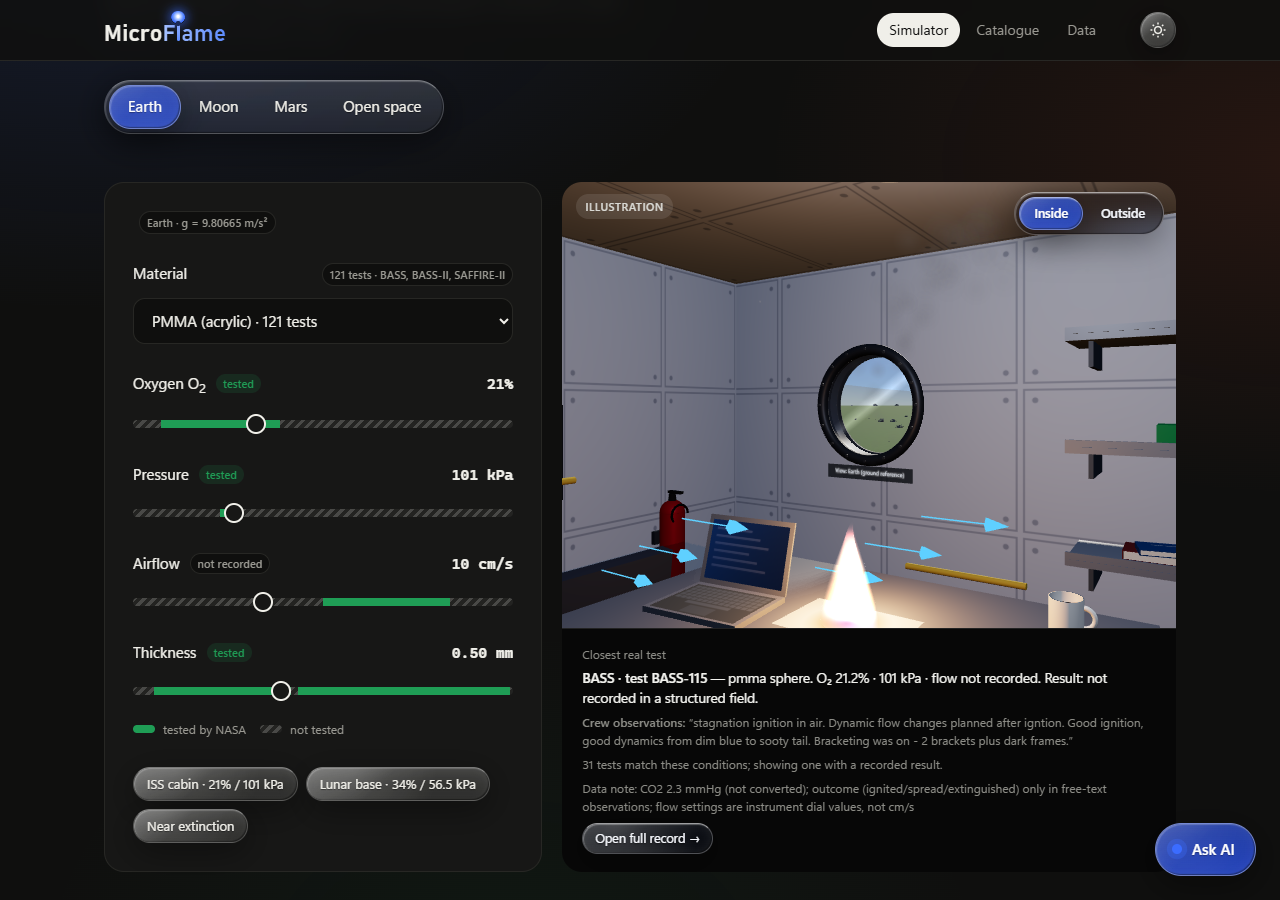 MicroFlame
Simulator
Catalogue
Data
Earth
Moon
Mars
Open space
Earth · g = 9.80665 m/s²
Material
121 tests · BASS, BASS-II, SAFFIRE-II
PMMA (acrylic) · 121 tests
Oxygen O₂
tested
21%
Pressure
tested
101 kPa
Airflow
not recorded
10 cm/s
Thickness
tested
0.50 mm
tested by NASA
not tested
ISS cabin · 21% / 101 kPa
Lunar base · 34% / 56.5 kPa
Near extinction
ILLUSTRATION
Inside
Outside
View: Earth (ground reference)
Closest real test
BASS · test BASS-115 — pmma sphere. O₂ 21.2% · 101 kPa · flow not recorded. Result: not
recorded in a structured field.
Crew observations: "stagnation ignition in air. Dynamic flow changes planned after igntion. Good ignition,
good dynamics from dim blue to sooty tail. Bracketing was on - 2 brackets plus dark frames."
31 tests match these conditions; showing one with a recorded result.
Data note: CO2 2.3 mmHg (not converted); outcome (ignited/spread/extinguished) only in free-text
observations; flow settings are instrument dial values, not cm/s
Open full record →
Ask AI